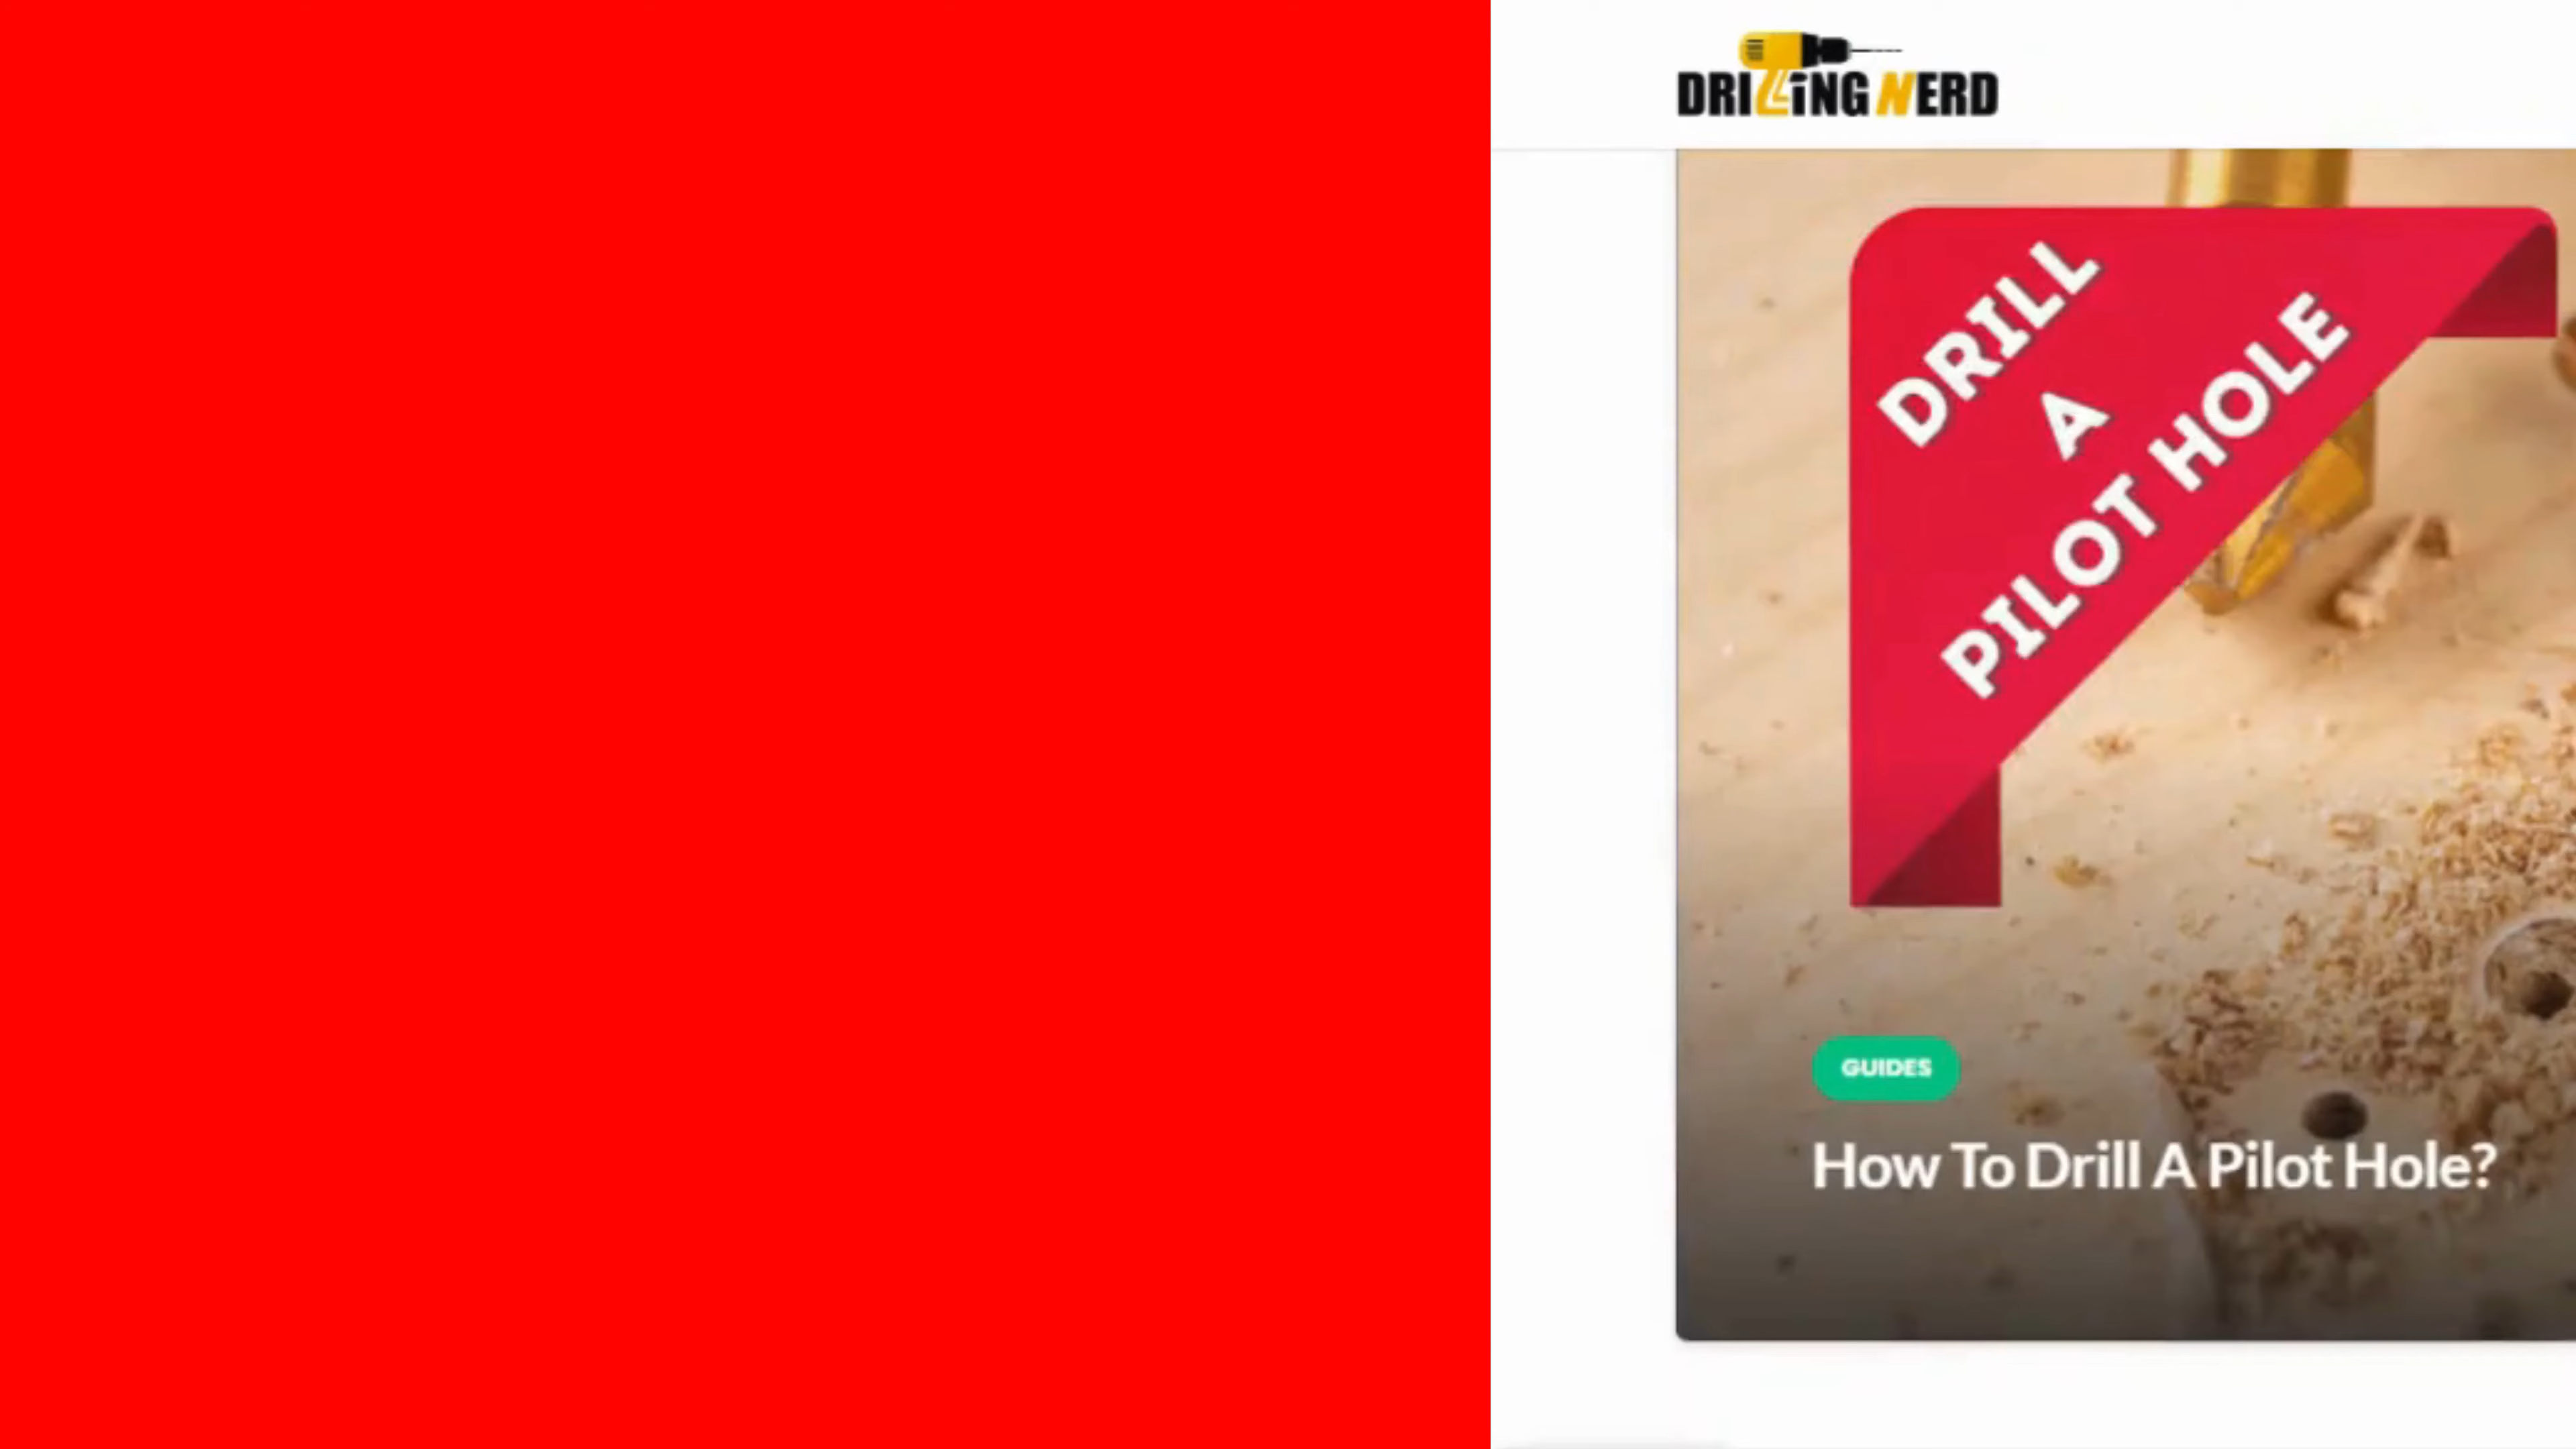 DRILLING NERD
DRILL
A
PILOT HOLE
GUIDES
How To Drill A Pilot Hole?